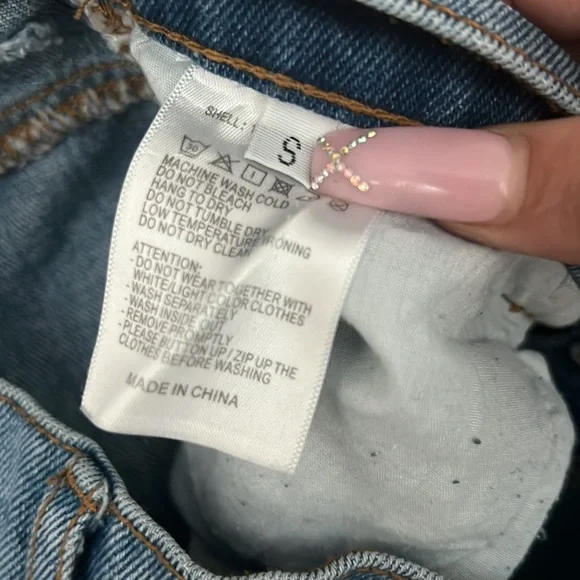 SHELL:
S
30
MACHINE WASH COLD
DO NOT BLEACH
HANG TO DRY
DO NOT TUMBLE DRY
LOW TEMPERATURE IRONING
DO NOT DRY CLEAN
ATTENTION:
- DO NOT WEAR TOGETHER WITH
WHITE/LIGHT COLOR CLOTHES
- WASH SEPARATELY
- WASH INSIDE OUT
- REMOVE PROMPTLY
- PLEASE BUTTON UP / ZIP UP THE
CLOTHES BEFORE WASHING
MADE IN CHINA